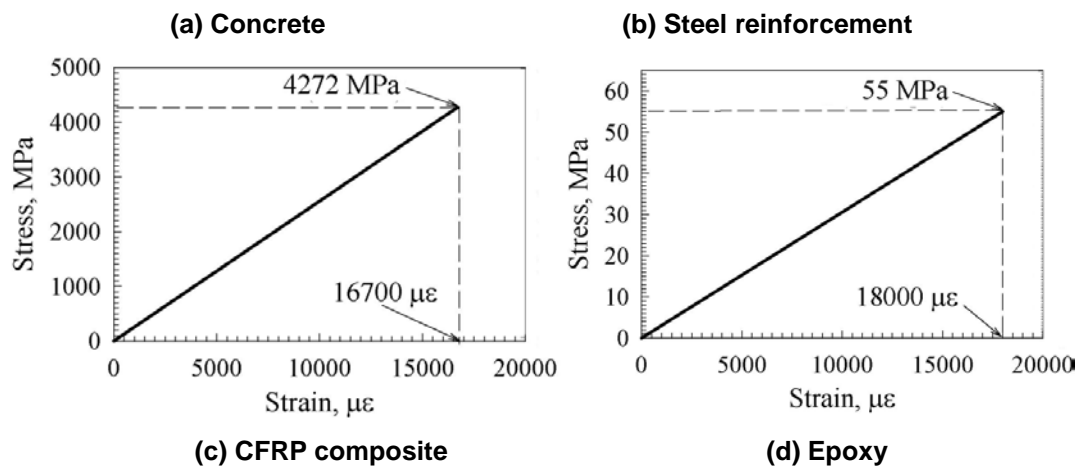 (a) Concrete
(b) Steel reinforcement
5000
4000
3000
2000
1000
0
Stress, MPa
4272 MPa
16700 με
0
5000
10000
15000
20000
Strain, με
60
50
40
30
20
10
0
Stress, MPa
55 MPa
18000 με
0
5000
10000
15000
20000
Strain, με
(c) CFRP composite
(d) Epoxy